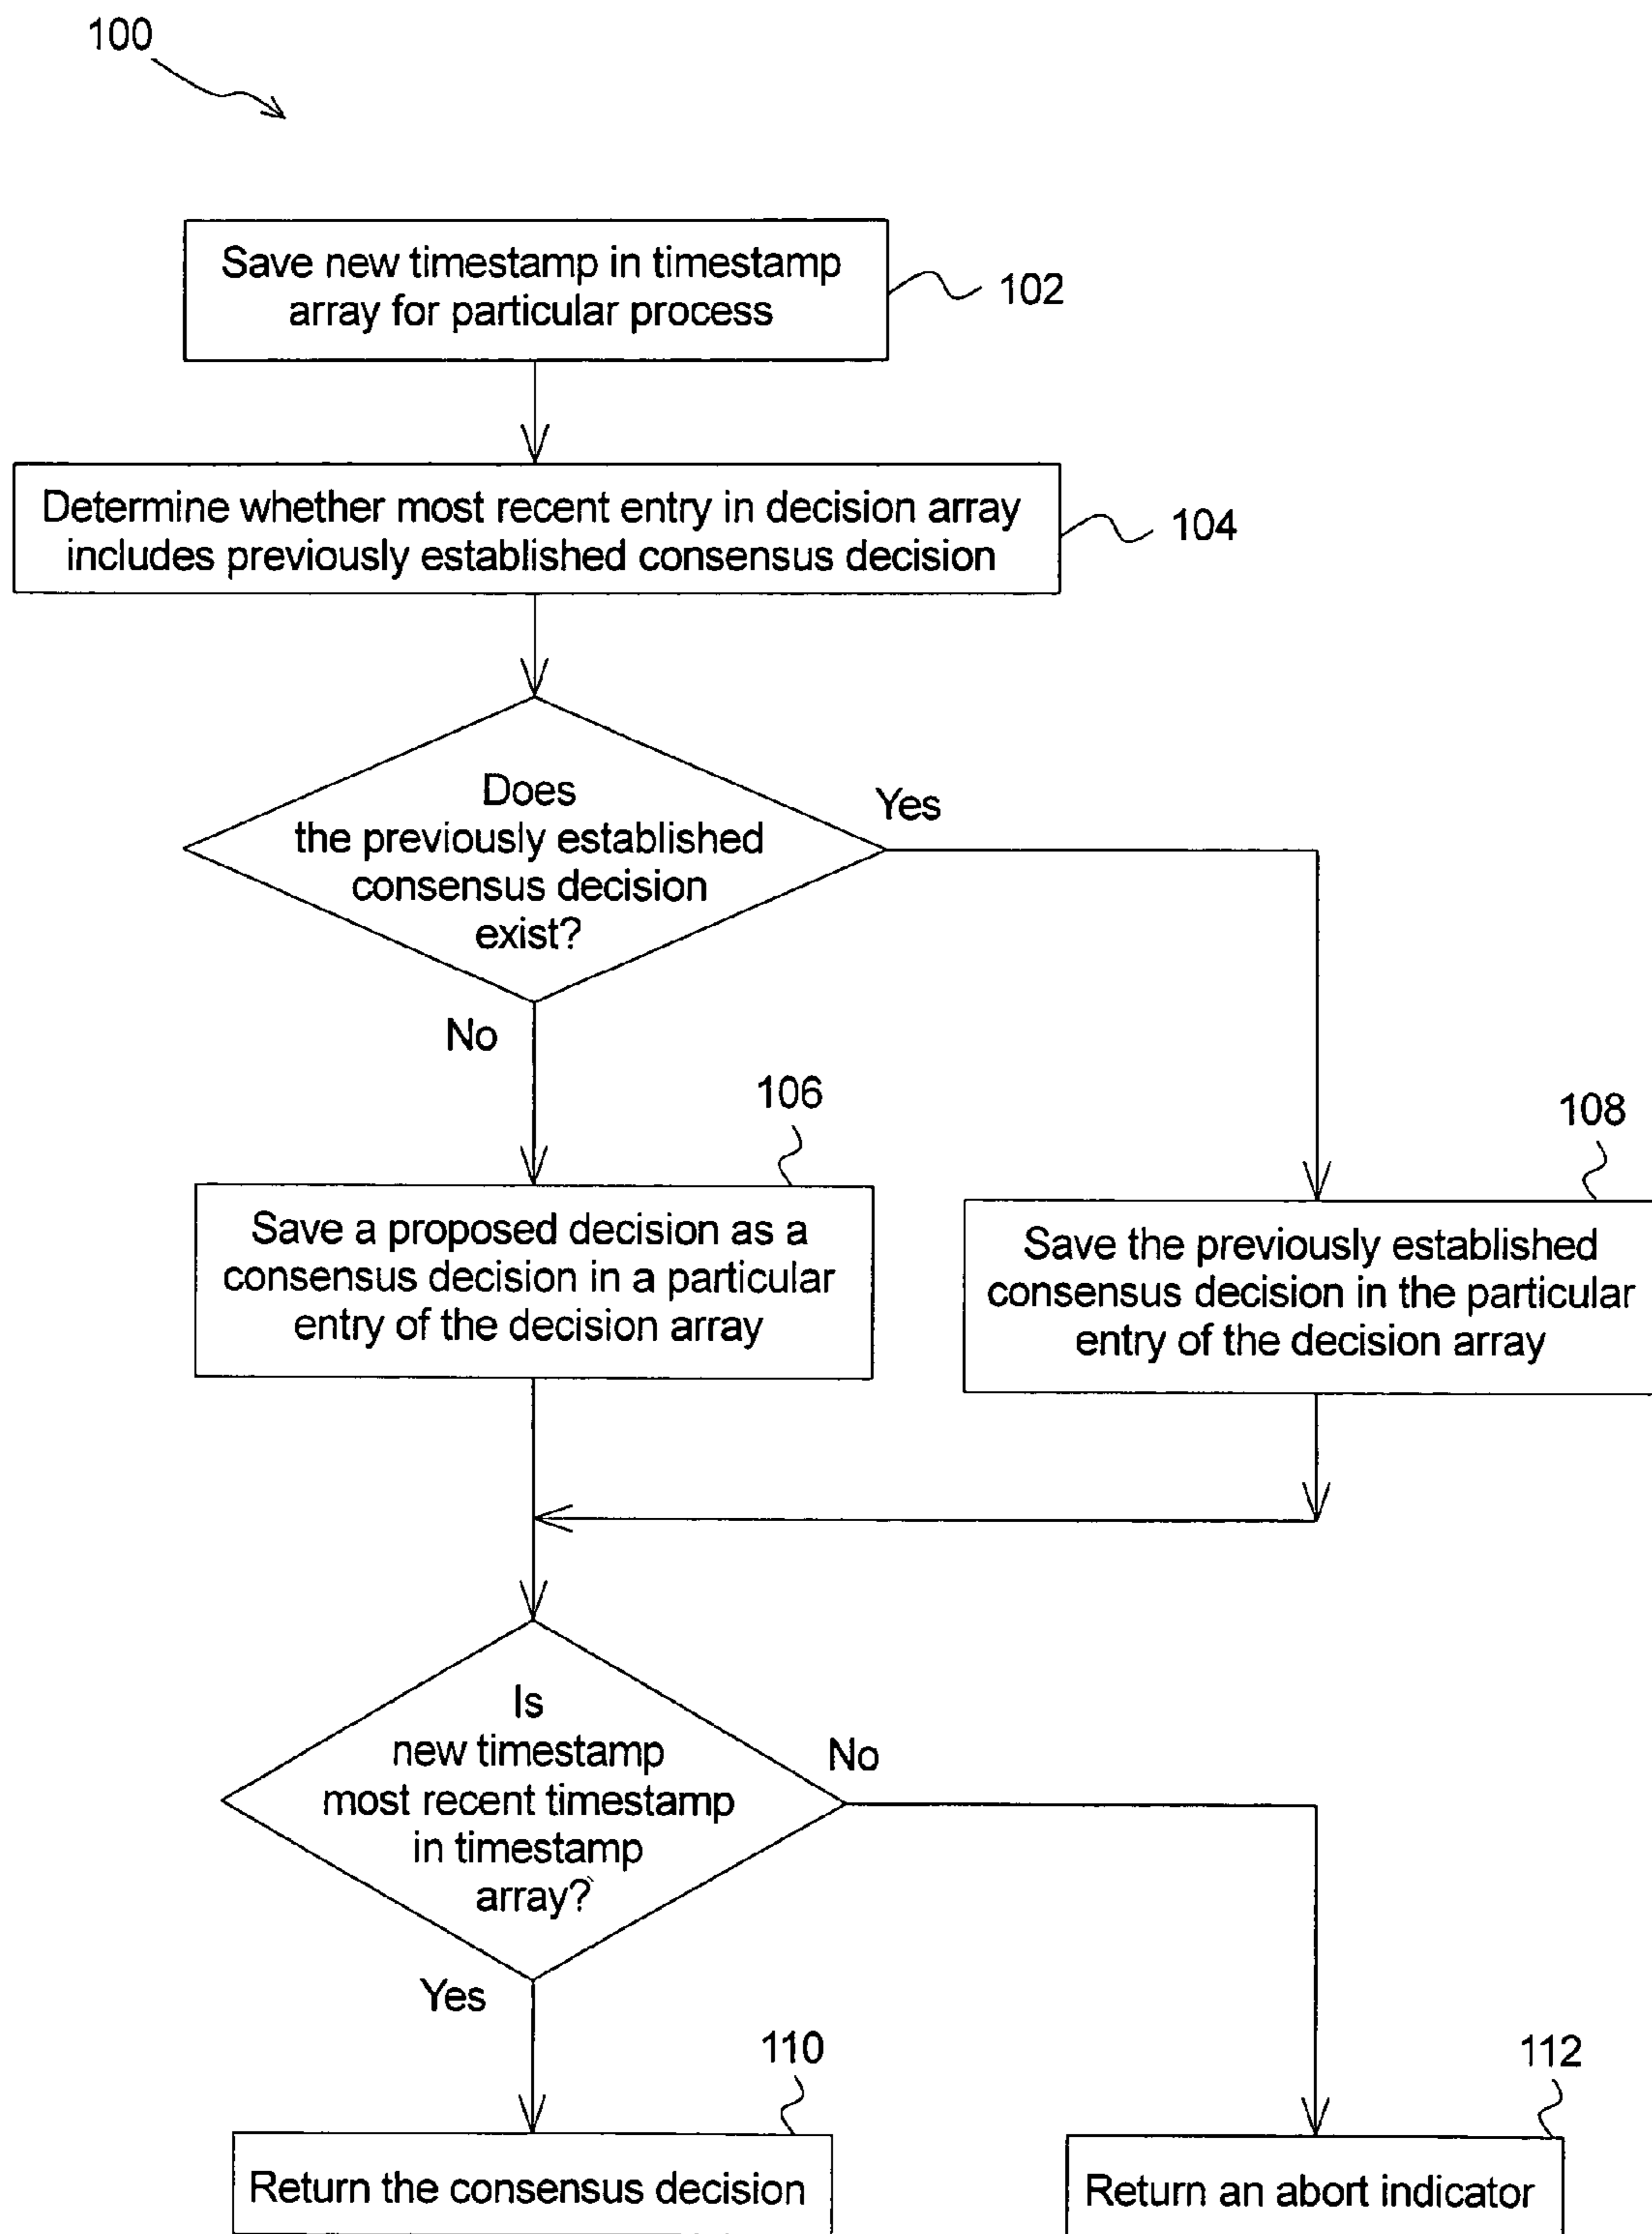 100
Save new timestamp in timestamp
array for particular process
102
Determine whether most recent entry in decision array
includes previously established consensus decision
104
Does
the previously established
consensus decision
exist?
Yes
No
106
Save a proposed decision as a
consensus decision in a particular
entry of the decision array
108
Save the previously established
consensus decision in the particular
entry of the decision array
Is
new timestamp
most recent timestamp
in timestamp
array?
No
Yes
110
Return the consensus decision
112
Return an abort indicator